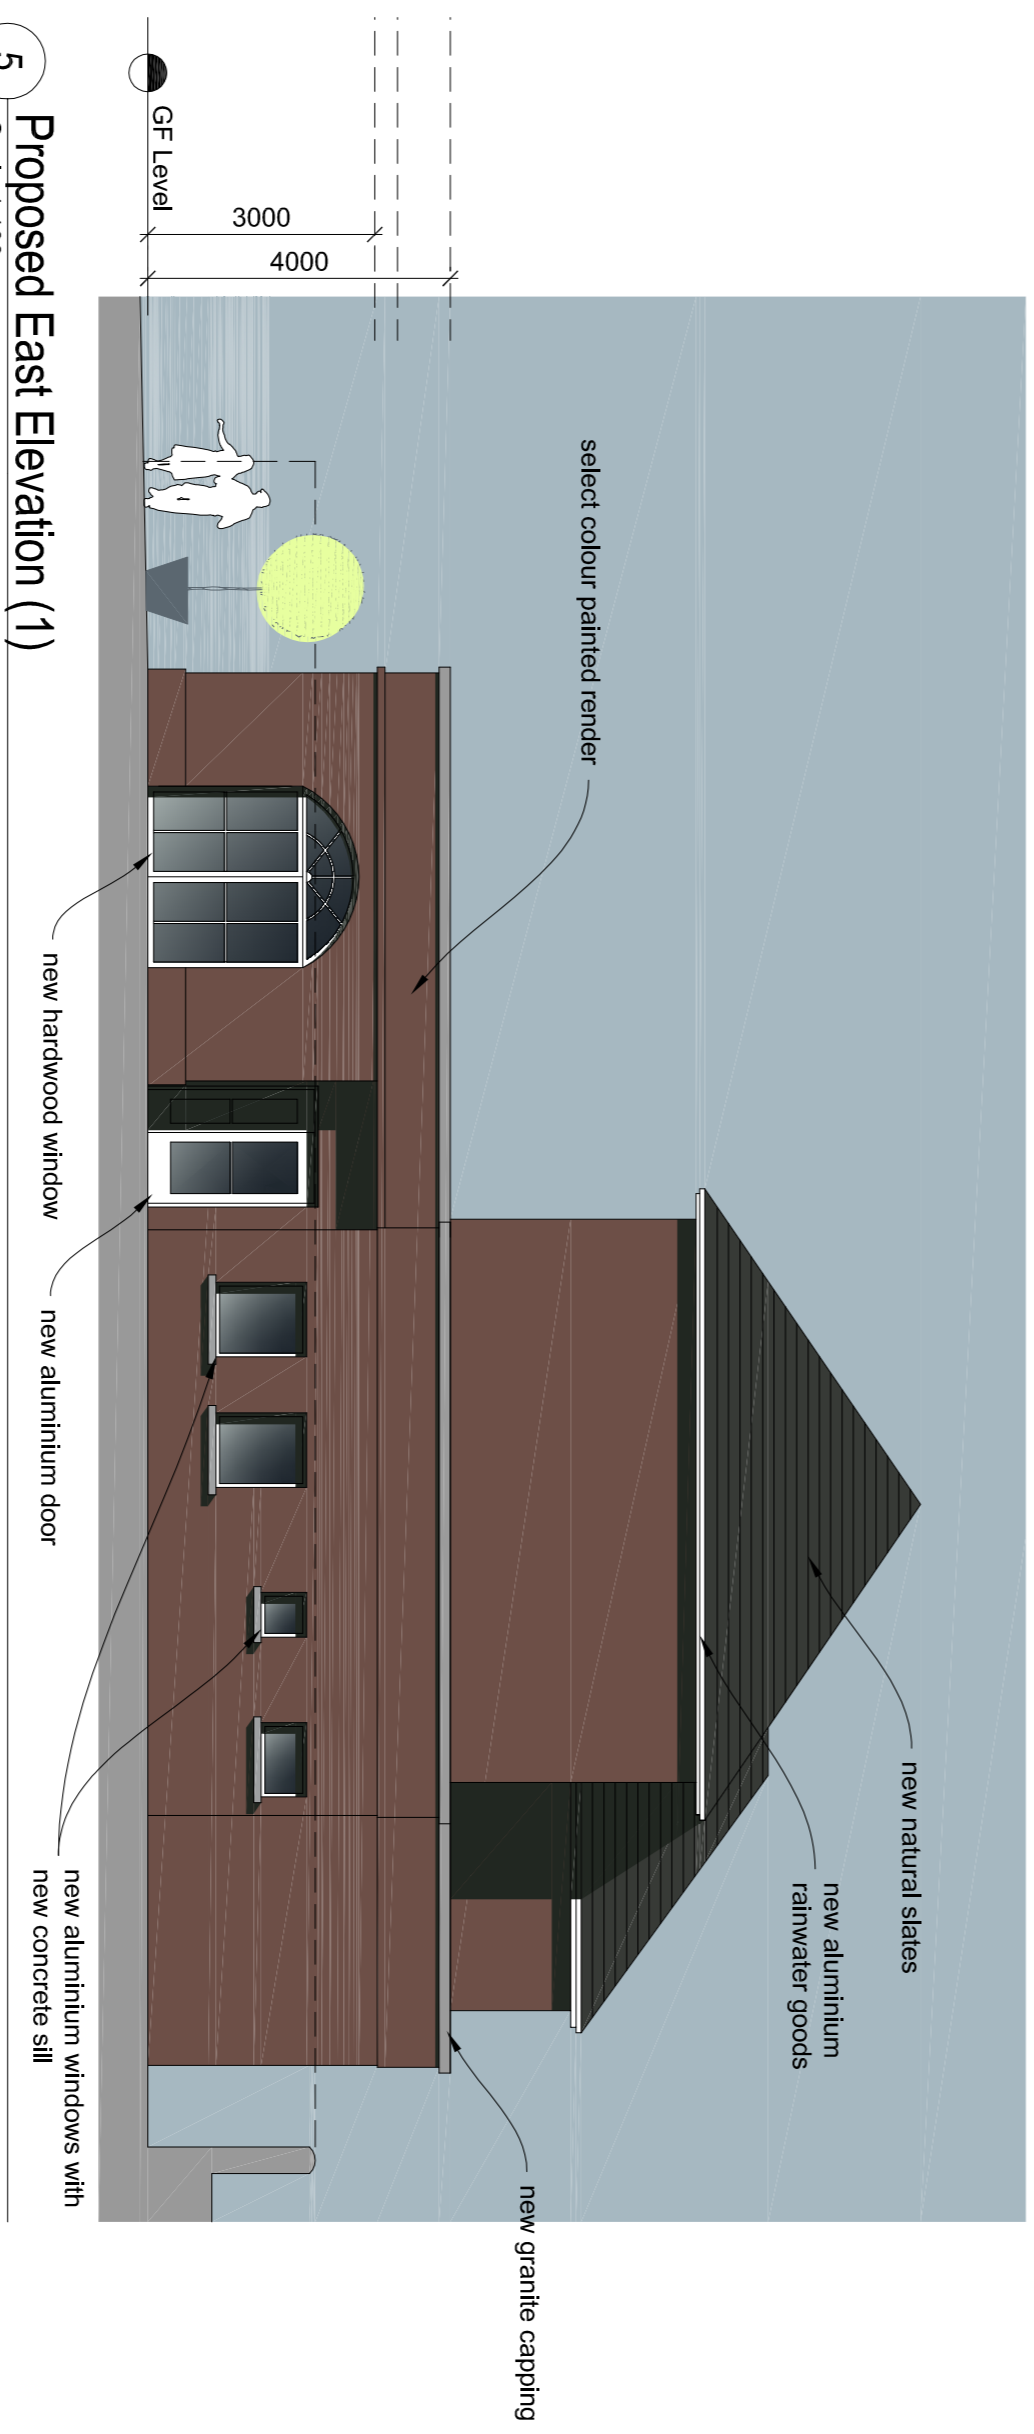 new natural slates
new aluminium
rainwater goods
select colour painted render
new granite capping
4000
3000
GF Level
new hardwood window
new aluminium door
new aluminium windows with
new concrete sill
5
Proposed East Elevation (1)